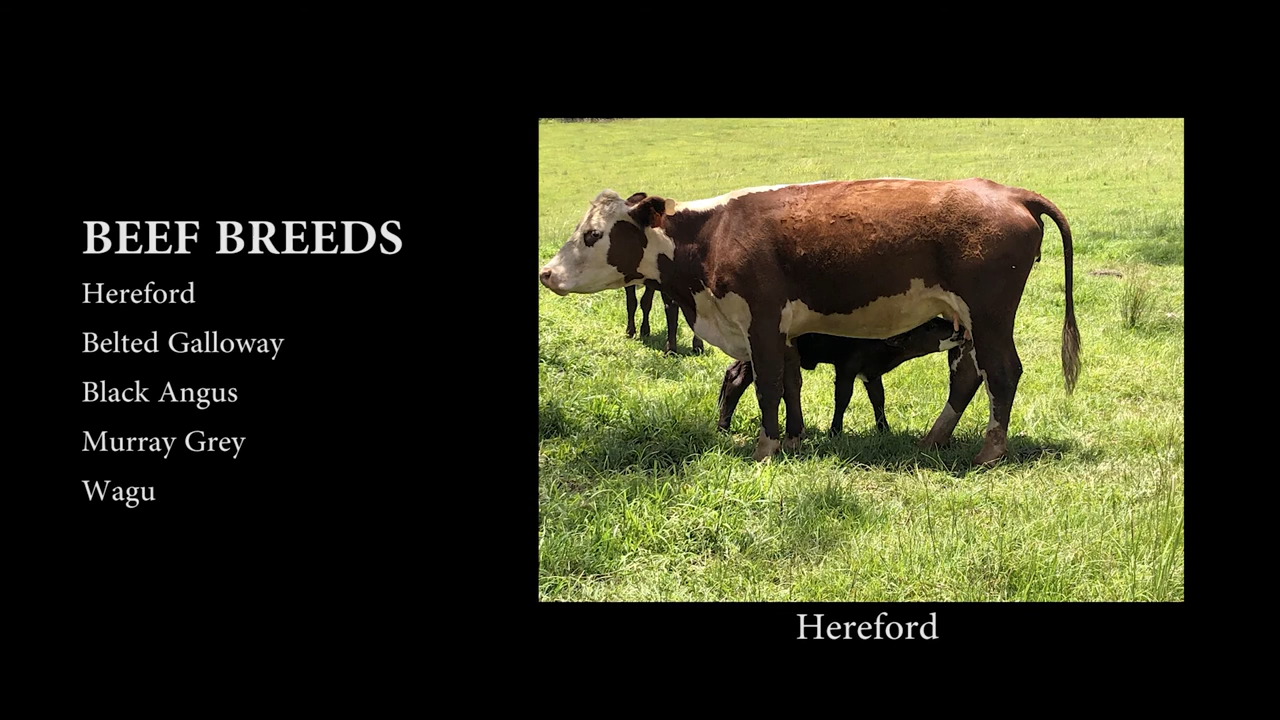 BEEF BREEDS
Hereford
Belted Galloway
Black Angus
Murray Grey
Wagu
Hereford